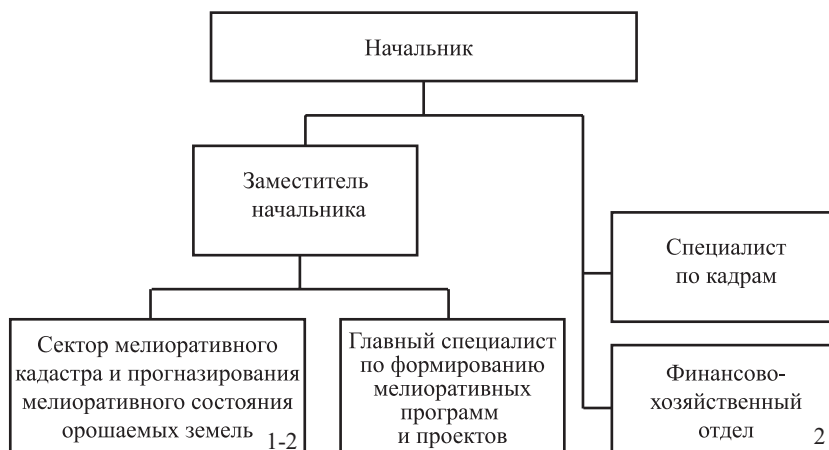 Начальник
Заместитель
начальника
Специалист
по кадрам
Сектор мелиоративного
кадастра и прогназирования
мелиоративного состояния
орошаемых земель
1-2
Главный специалист
по формированию
мелиоративных
программ
и проектов
Финансово-
хозяйственный
отдел
2